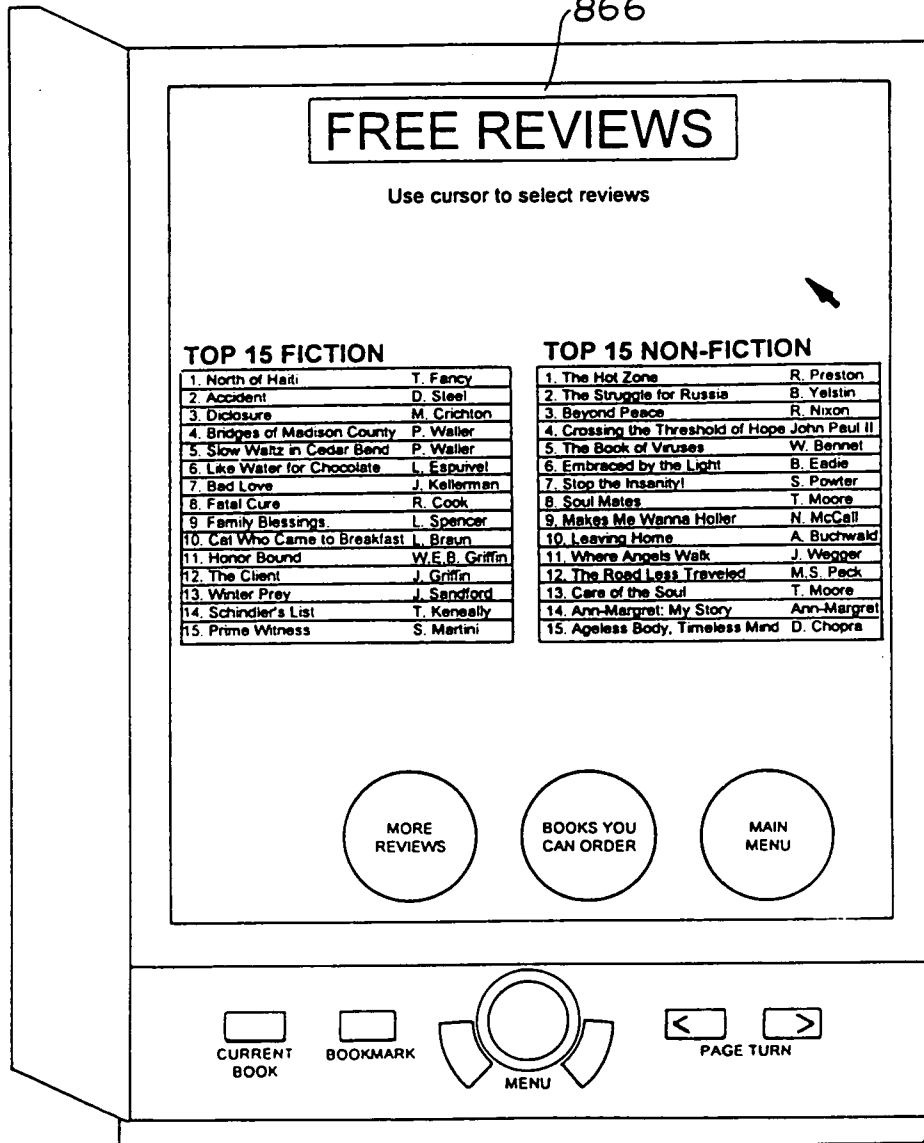 866
FREE REVIEWS
Use cursor to select reviews
TOP 15 FICTION
1. North of Haiti T. Fancy
2. Accident D. Steel
3. Diclosure M. Crichton
4. Bridges of Madison County P. Waller
5. Slow Waltz in Cedar Bend P. Waller
6. Like Water for Chocolate L. Espuivel
7. Bad Love J. Kellerman
8. Fatal Cure R. Cook
9 Family Blessings. L. Spencer
10. Cat Who Came to Breakfast L. Braun
11. Honor Bound W.E.B. Griffin
12. The Client J. Griffin
13. Winter Prey J. Sandford
14. Schindler's List T. Keneally
15. Prime Witness S. Martini
TOP 15 NON-FICTION
1. The Hot Zone R. Preston
2. The Struggle for Russia B. Yelstin
3. Beyond Peace R. Nixon
4. Crossing the Threshold of Hope John Paul II
5. The Book of Viruses W. Bennet
6. Embraced by the Light B. Eadie
7. Stop the Insanity! S. Powter
8. Soul Mates T. Moore
9. Makes Me Wanna Holler N. McCall
10. Leaving Home A. Buchwald
11. Where Angels Walk J. Wegger
12. The Road Less Traveled M.S. Peck
13. Care of the Soul T. Moore
14. Ann-Margret: My Story Ann-Margret
15. Ageless Body, Timeless Mind D. Chopra
MORE
REVIEWS
BOOKS YOU
CAN ORDER
MAIN
MENU
CURRENT
BOOK
BOOKMARK
MENU
< >
PAGE TURN